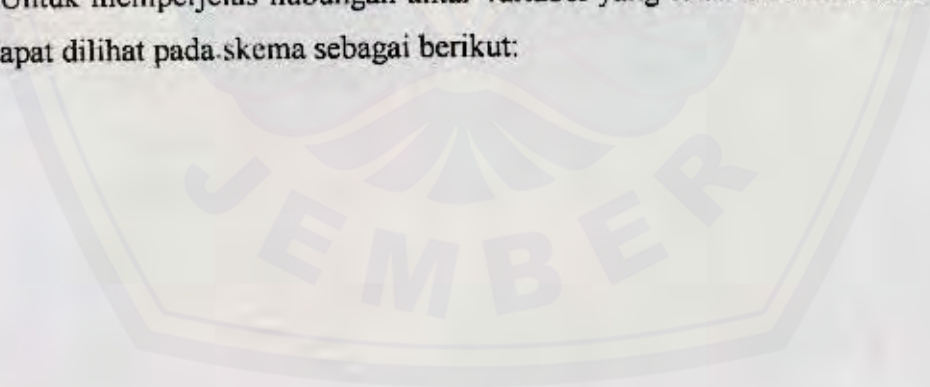 Untuk memperjelas hubungan antar variabel yang
apat dilihat pada skema sebagai berikut:
JEMBER